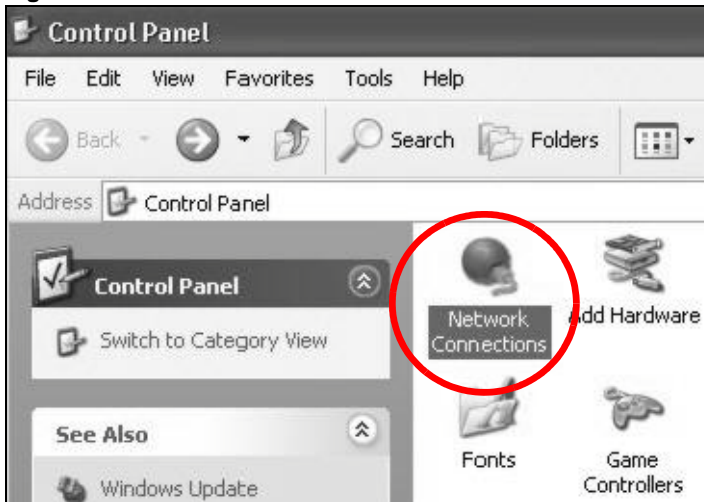 Control Panel
File Edit View Favorites Tools Help
Back Search Folders
Address Control Panel
Control Panel
Switch to Category View
See Also
Windows Update
Network
Connections
Add Hardware
Fonts
Game
Controllers